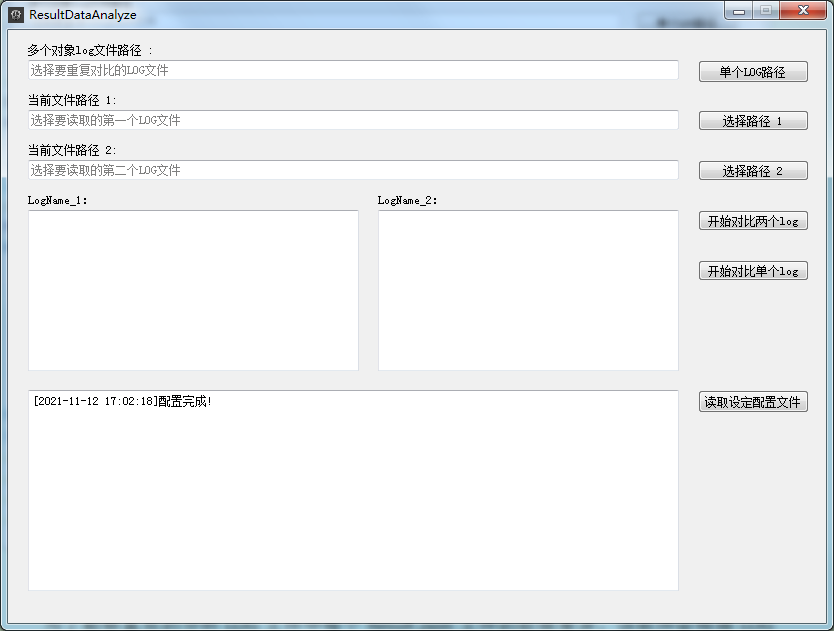 ResultDataAnalyze
多个对象log文件路径 :
选择要重复对比的LOG文件
单个LOG路径
当前文件路径 1:
选择要读取的第一个LOG文件
选择路径 1
当前文件路径 2:
选择要读取的第二个LOG文件
选择路径 2
LogName_1:
LogName_2:
开始对比两个log
开始对比单个log
[2021-11-12 17:02:18]配置完成!
读取设定配置文件